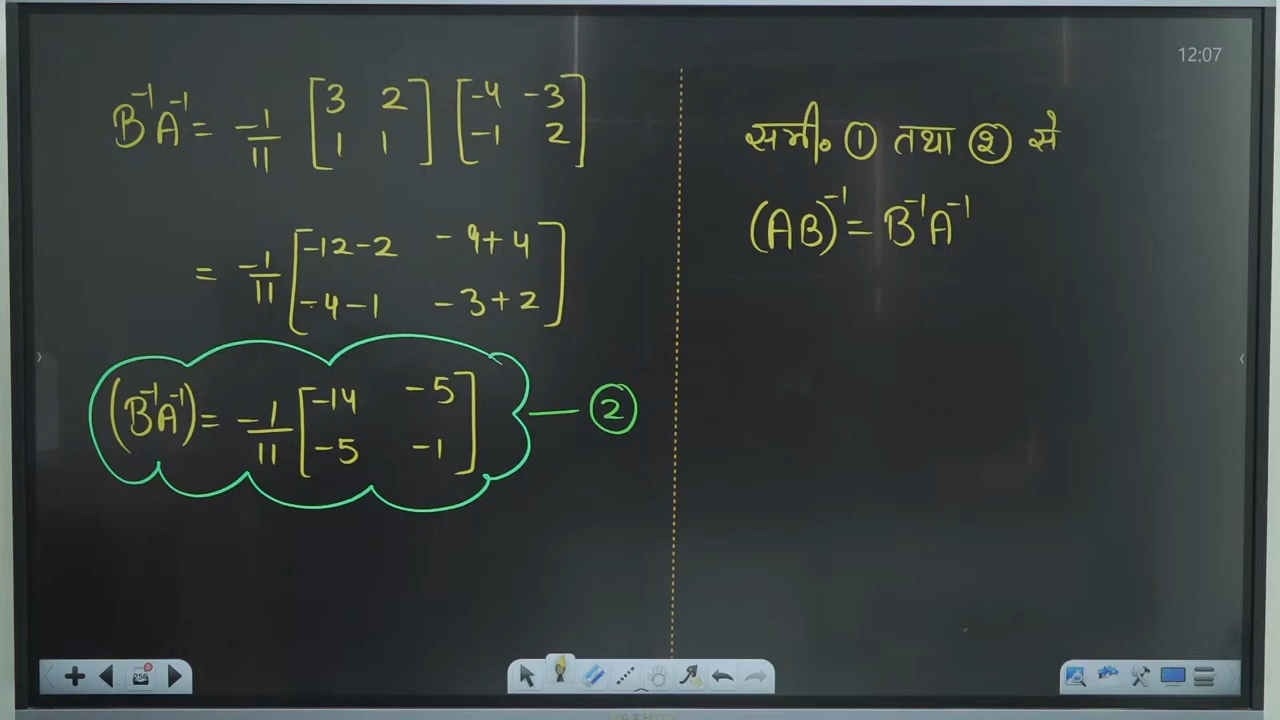 B⁻¹A⁻¹ = -1/11 [3 2; 1 1] [-4 -3; -1 2]
= -1/11 [-12-2 -9+4; -4-1 -3+2]
(B⁻¹A⁻¹) = -1/11 [-14 -5; -5 -1] — ②
12:07
समी० ① तथा ② से
(AB)⁻¹ = B⁻¹A⁻¹
256